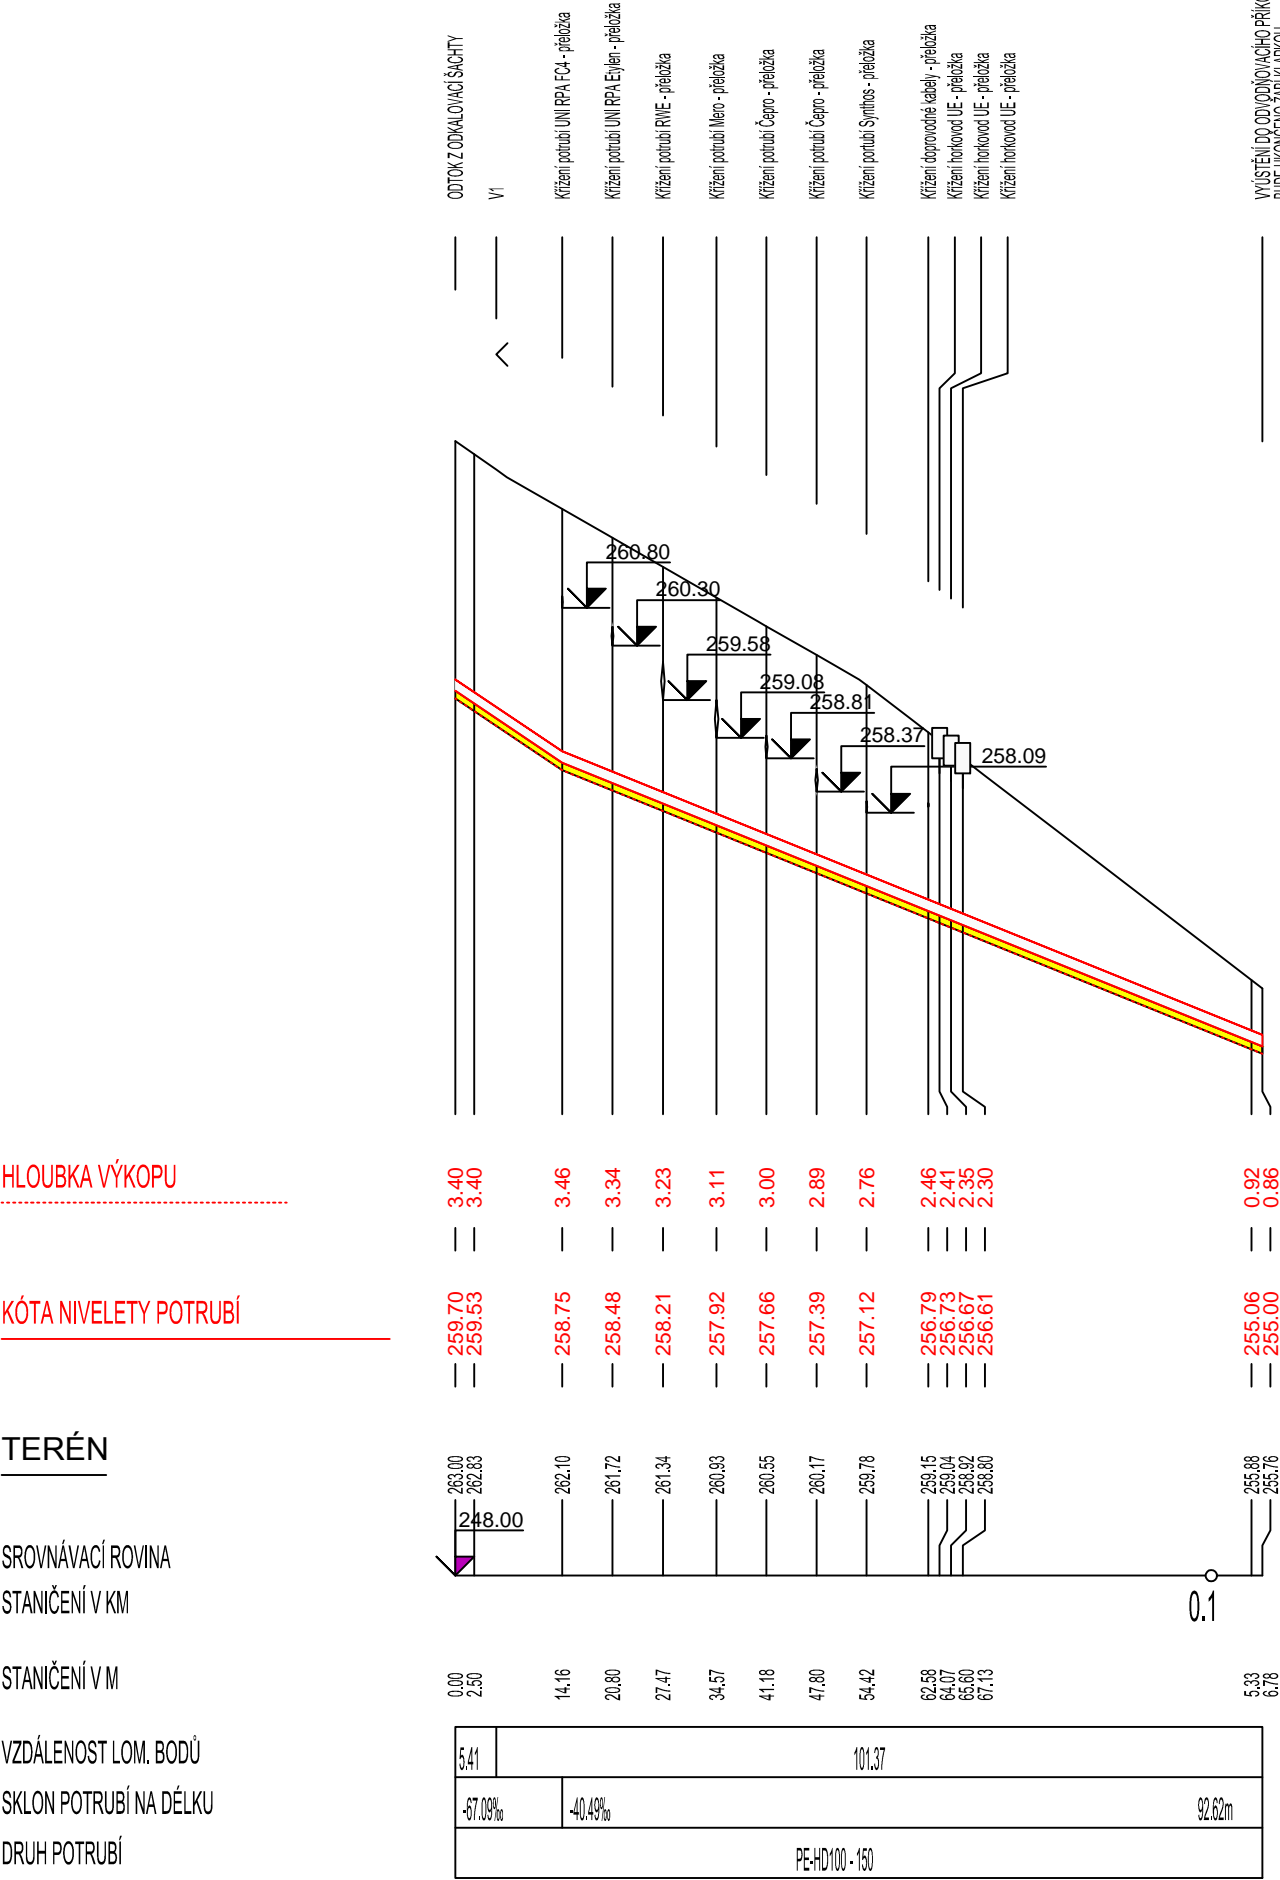 ODTOK Z ODKALOVACÍ ŠACHTY
V1
Křížení potrubí UNI RPA FC4 - přeložka
Křížení potrubí UNI RPA Etylen - přeložka
Křížení potrubí RWE - přeložka
Křížení potrubí Mero - přeložka
Křížení potrubí Čepro - přeložka
Křížení potrubí Čepro - přeložka
Křížení portubí Synthos - přeložka
Křížení doprovodné kabely - přeložka
Křížení horkovod UE - přeložka
Křížení horkovod UE - přeložka
Křížení horkovod UE - přeložka
VYÚSTĚNÍ DO ODVODŇOVACÍHO
260.80
260.30
259.58
259.08
258.81
258.37
258.09
HLOUBKA VÝKOPU
3.40 3.40 3.46 3.34 3.23 3.11 3.00 2.89 2.76 2.46 2.41 2.35 2.30 0.92 0.86
KÓTA NIVELETY POTRUBÍ
259.70 259.53 258.75 258.48 258.21 257.92 257.66 257.39 257.12 256.79 256.73 256.67 256.61 255.06 255.00
TERÉN
263.00 262.83 262.10 261.72 261.34 260.93 260.55 260.17 259.78 259.15 259.04 258.92 258.80 255.88 255.76
248.00
SROVNÁVACÍ ROVINA
STANIČENÍ V KM
0.1
STANIČENÍ V M
0.00 2.50 14.16 20.80 27.47 34.57 41.18 47.80 54.42 62.58 64.07 65.60 67.13 5.33 6.78
VZDÁLENOST LOM. BODŮ
5.41 101.37
SKLON POTRUBÍ NA DÉLKU
-67.09‰ -40.49‰ 92.62m
DRUH POTRUBÍ
PE-HD100 - 150